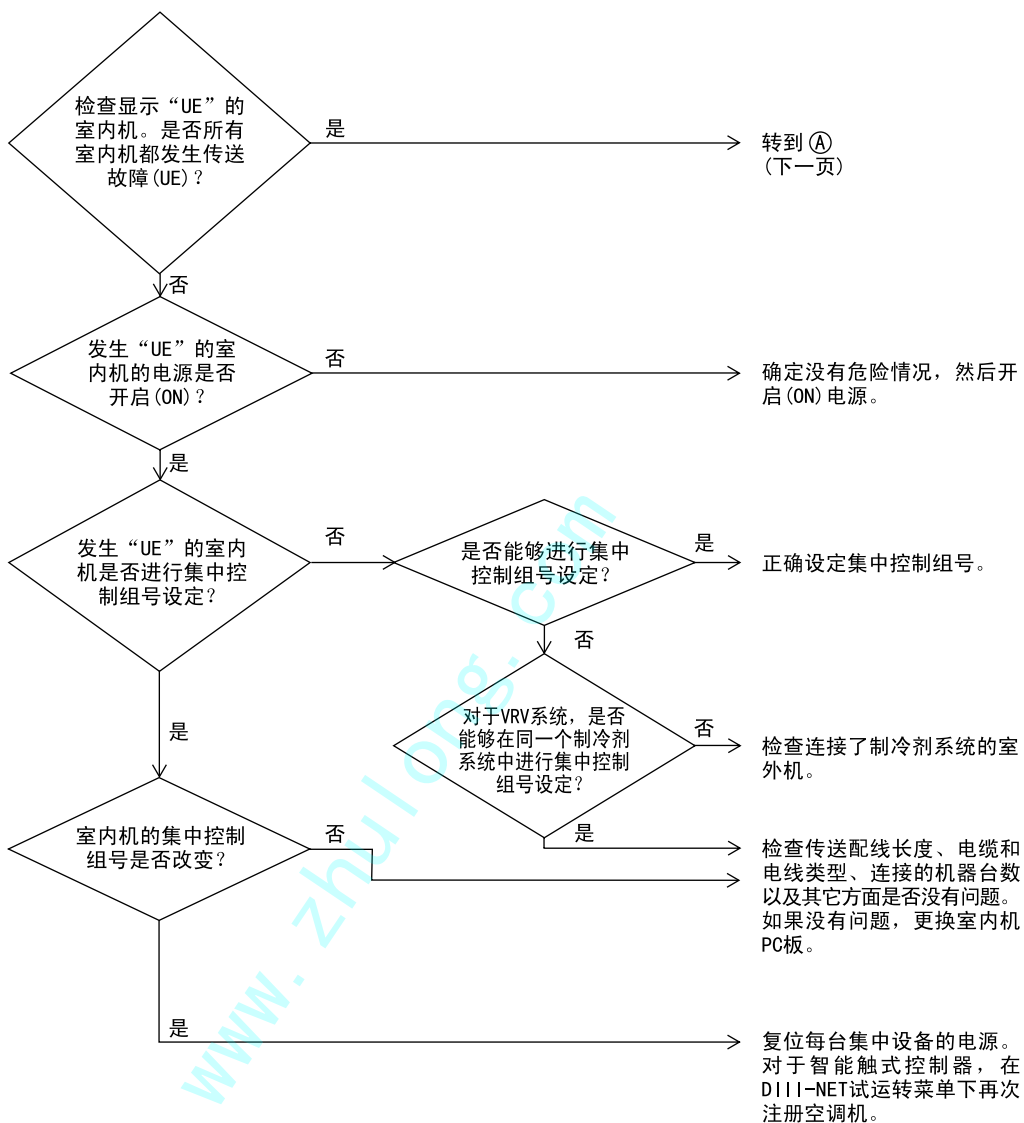 检查显示“UE”的
室内机。是否所有
室内机都发生传送
故障(UE)？
是
转到 Ⓐ
(下一页)
否
发生“UE”的室
内机的电源是否
开启(ON)？
否
确定没有危险情况，然后开
启(ON)电源。
是
发生“UE”的室内
机是否进行集中控
制组号设定？
否
是否能够进行集中
控制组号设定？
是
正确设定集中控制组号。
否
对于VRV系统，是否
能够在同一个制冷剂
系统中进行集中控制
组号设定？
否
检查连接了制冷剂系统的室
外机。
是
是
室内机的集中控制
组号是否改变？
否
检查传送配线长度、电缆和
电线类型、连接的机器台数
以及其它方面是否没有问题。
如果没有问题，更换室内机
PC板。
是
复位每台集中设备的电源。
对于智能触式控制器，在
DIII-NET试运转菜单下再次
注册空调机。
www.zhulong.com